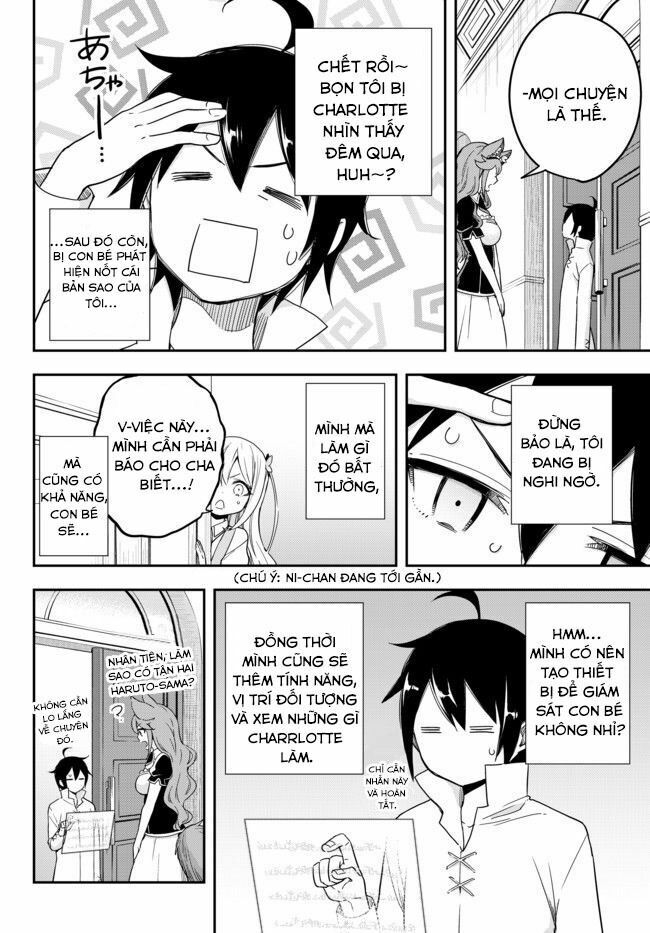 -MỌI CHUYỆN
LÀ THẾ.
CHẾT RỒI~
BỌN TÔI BỊ
CHARLOTTE
NHÌN THẤY
ĐÊM QUA,
HUH~?
あちゃー…
...SAU ĐÓ CÒN,
BỊ CON BÉ PHÁT
HIỆN NỐT CÁI
BẢN SAO CỦA
TÔI...
ĐỪNG
BẢO LÀ, TÔI
ĐANG BỊ
NGHI NGỜ.
MÌNH MÀ
LÀM GÌ
ĐÓ BẤT
THƯỜNG,
V-VIỆC NÀY...
MÌNH CẦN PHẢI
BÁO CHO CHA
BIẾT...!
MÀ
CŨNG CÓ
KHẢ NĂNG,
CON BÉ
SẼ...
(CHÚ Ý: NI-CHAN ĐANG TỚI GẦN.)
HMM...
MÌNH CÓ NÊN
TẠO THIẾT
BỊ ĐỂ GIÁM
SÁT CON BÉ
KHÔNG NHỈ?
ĐỒNG THỜI
MÌNH CŨNG SẼ
THÊM TÍNH NĂNG,
VỊ TRÍ ĐỐI TƯỢNG
VÀ XEM NHỮNG GÌ
CHARRLOTTE
LÀM.
CHỈ CẦN
NHẤN NÀY
VÀ HOÀN
TẤT.
NHÂN TIỆN, LÀM
SAO CÓ TẬN HAI
HARUTO-SAMA?
?
KHÔNG CẦN
LO LẮNG
VỀ CHUYỆN
ĐÓ.